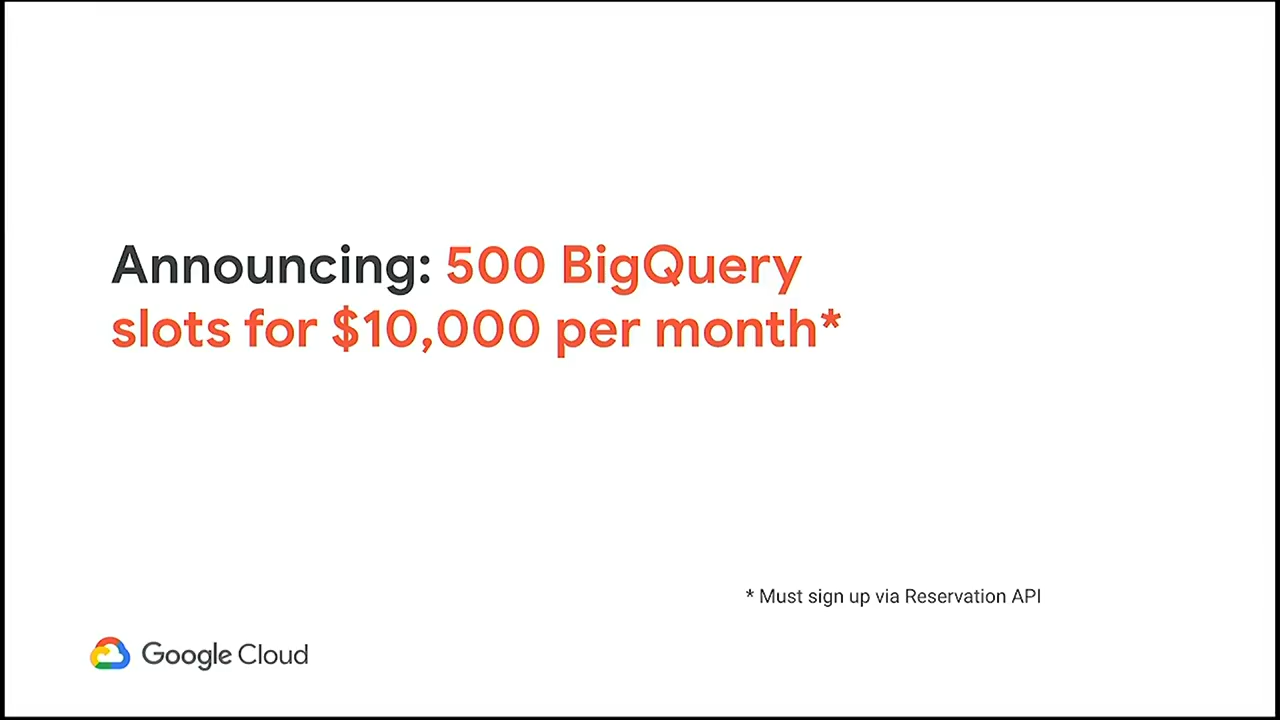 Announcing: 500 BigQuery
slots for $10,000 per month*
* Must sign up via Reservation API
Google Cloud